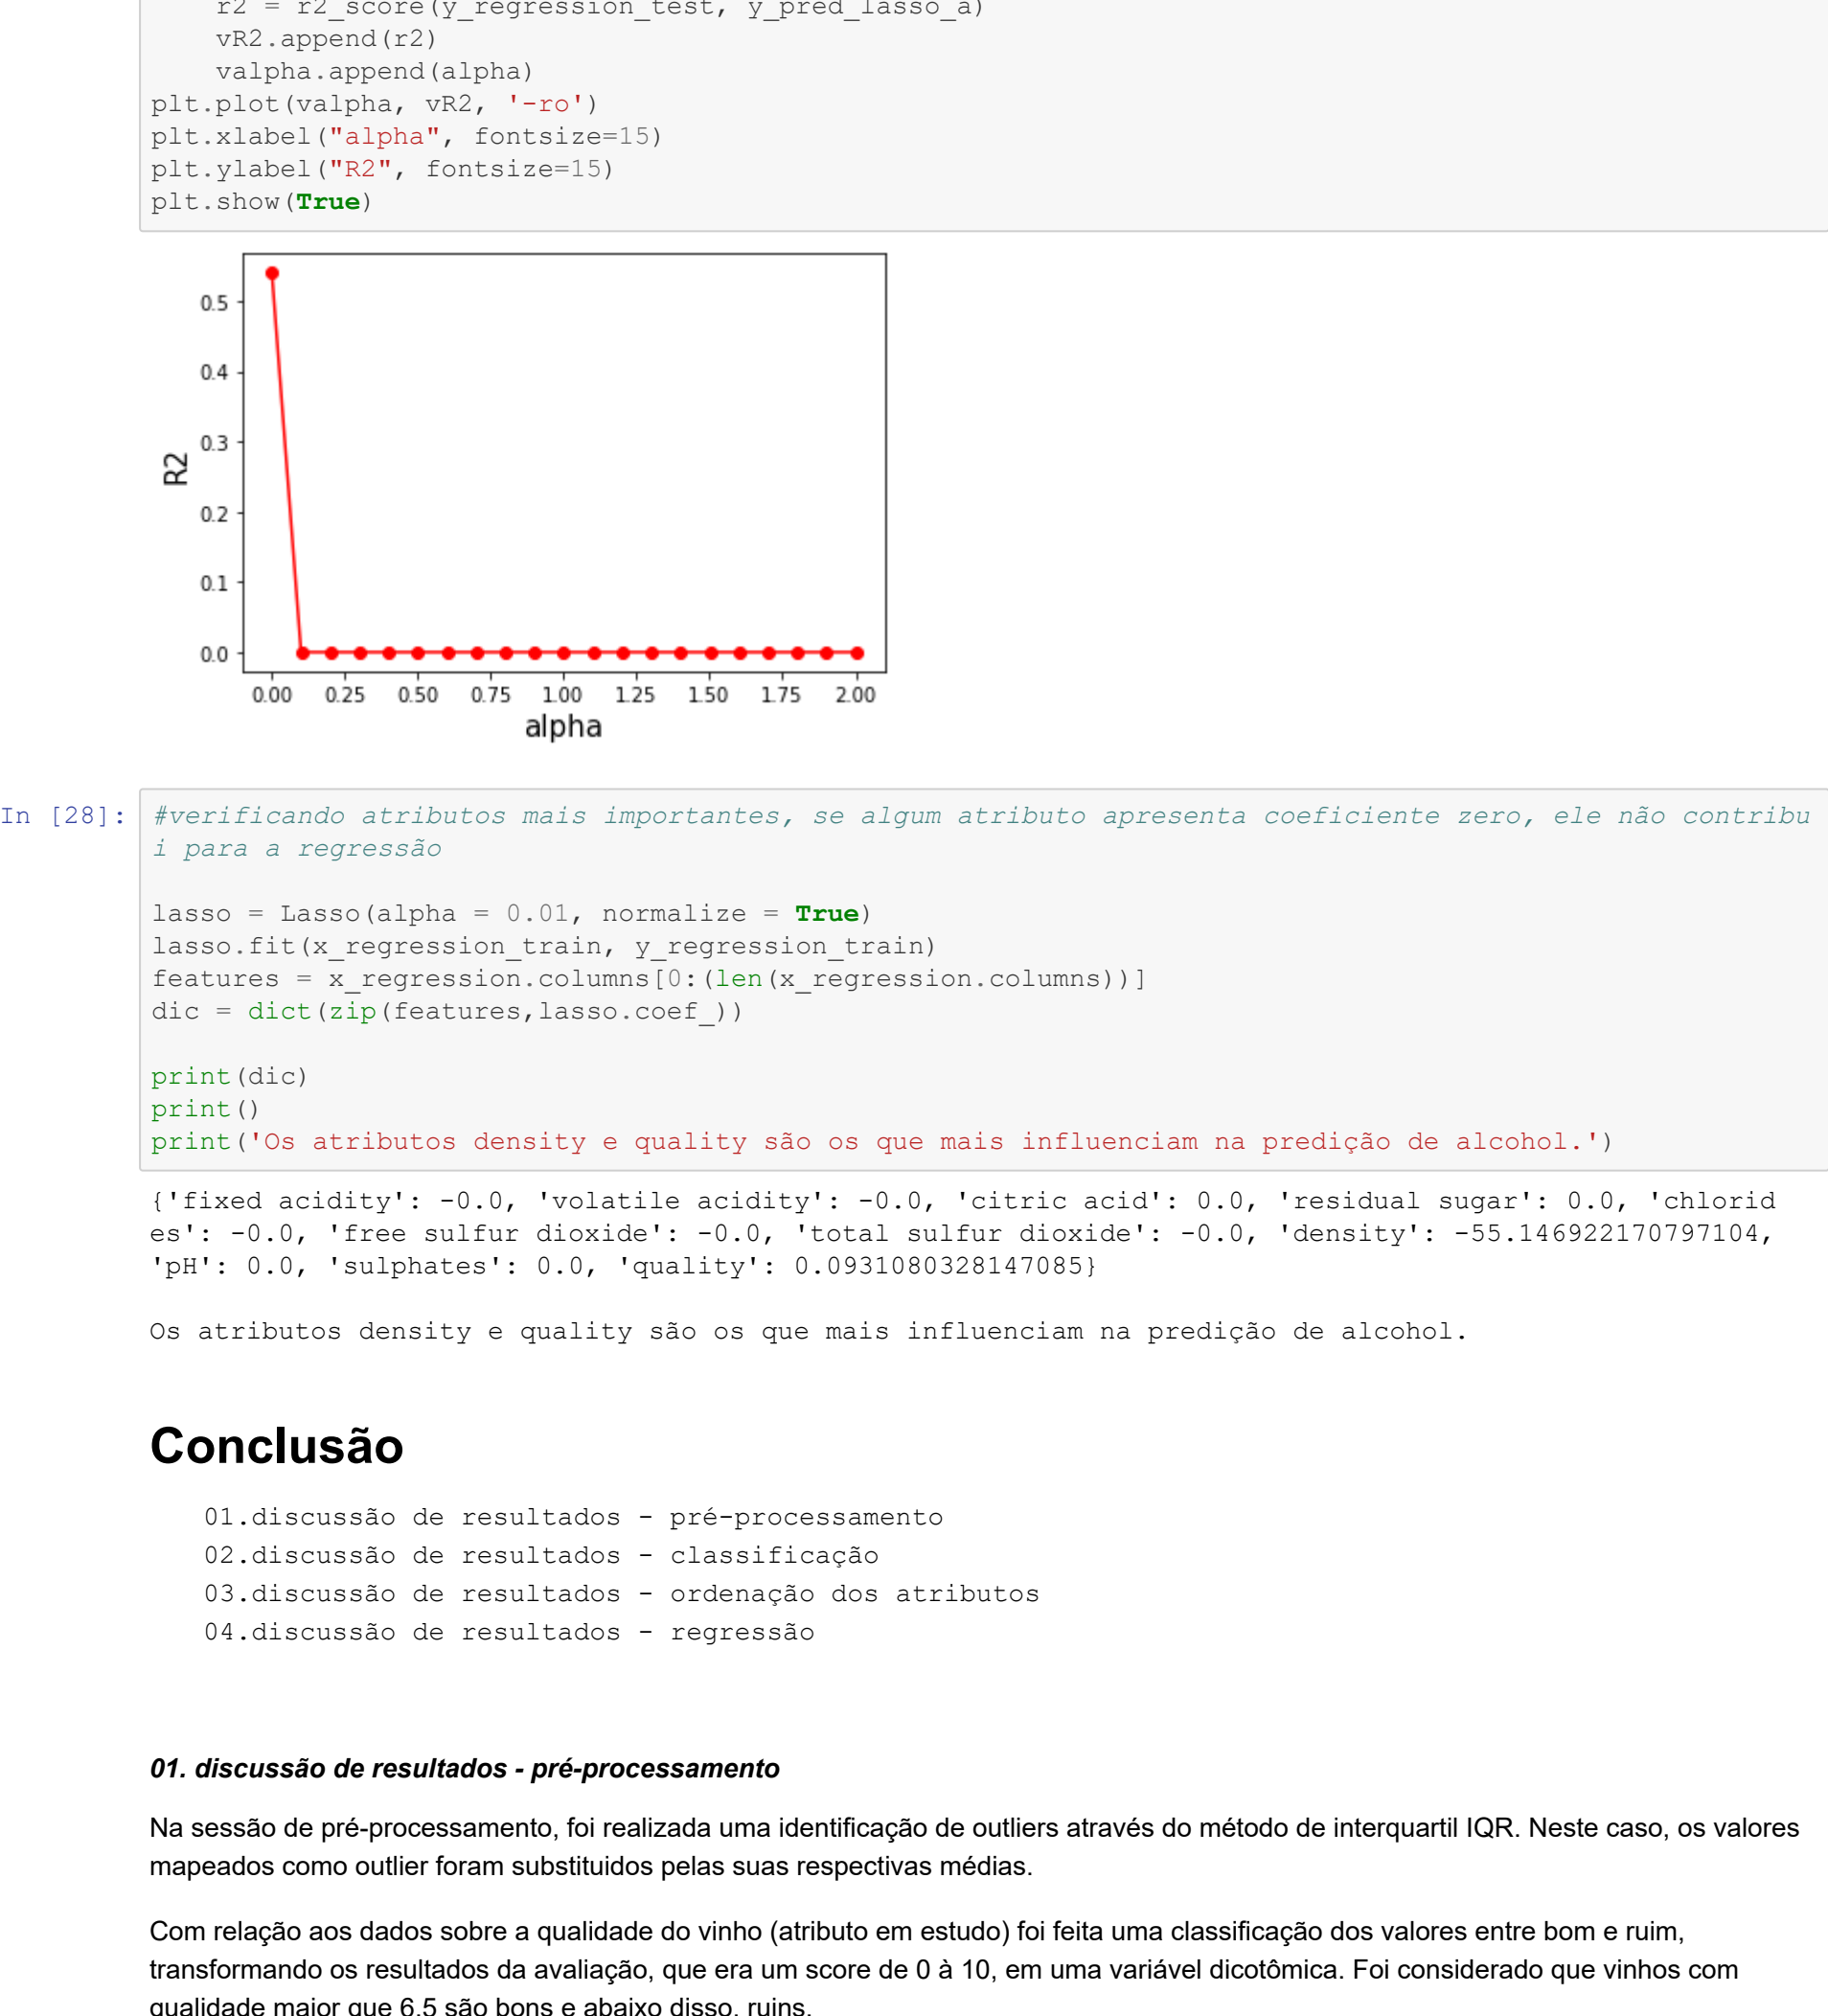 r2 = r2_score(y_regression_test, y_pred_lasso_a)
vR2.append(r2)
valpha.append(alpha)
plt.plot(valpha, vR2, '-ro')
plt.xlabel("alpha", fontsize=15)
plt.ylabel("R2", fontsize=15)
plt.show(True)
0.5
0.4
0.3
0.2
0.1
0.0
R2
0.00 0.25 0.50 0.75 1.00 1.25 1.50 1.75 2.00
alpha
In [28]: #verificando atributos mais importantes, se algum atributo apresenta coeficiente zero, ele não contribu
i para a regressão
lasso = Lasso(alpha = 0.01, normalize = True)
lasso.fit(x_regression_train, y_regression_train)
features = x_regression.columns[0:(len(x_regression.columns))]
dic = dict(zip(features,lasso.coef_))
print(dic)
print()
print('Os atributos density e quality são os que mais influenciam na predição de alcohol.')
{'fixed acidity': -0.0, 'volatile acidity': -0.0, 'citric acid': 0.0, 'residual sugar': 0.0, 'chlorid
es': -0.0, 'free sulfur dioxide': -0.0, 'total sulfur dioxide': -0.0, 'density': -55.146922170797104,
'pH': 0.0, 'sulphates': 0.0, 'quality': 0.0931080328147085}
Os atributos density e quality são os que mais influenciam na predição de alcohol.
Conclusão
01.discussão de resultados - pré-processamento
02.discussão de resultados - classificação
03.discussão de resultados - ordenação dos atributos
04.discussão de resultados - regressão
01. discussão de resultados - pré-processamento
Na sessão de pré-processamento, foi realizada uma identificação de outliers através do método de interquartil IQR. Neste caso, os valores
mapeados como outlier foram substituidos pelas suas respectivas médias.
Com relação aos dados sobre a qualidade do vinho (atributo em estudo) foi feita uma classificação dos valores entre bom e ruim,
transformando os resultados da avaliação, que era um score de 0 à 10, em uma variável dicotômica. Foi considerado que vinhos com
qualidade maior que 6.5 são bons e abaixo disso, ruins.